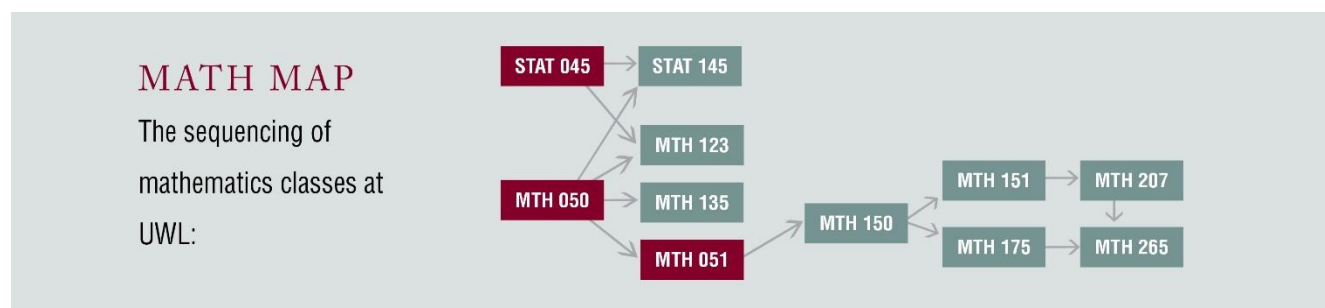 MATH MAP
The sequencing of
mathematics classes at
UWL:
STAT 045
STAT 145
MTH 123
MTH 050
MTH 135
MTH 051
MTH 150
MTH 151
MTH 207
MTH 175
MTH 265